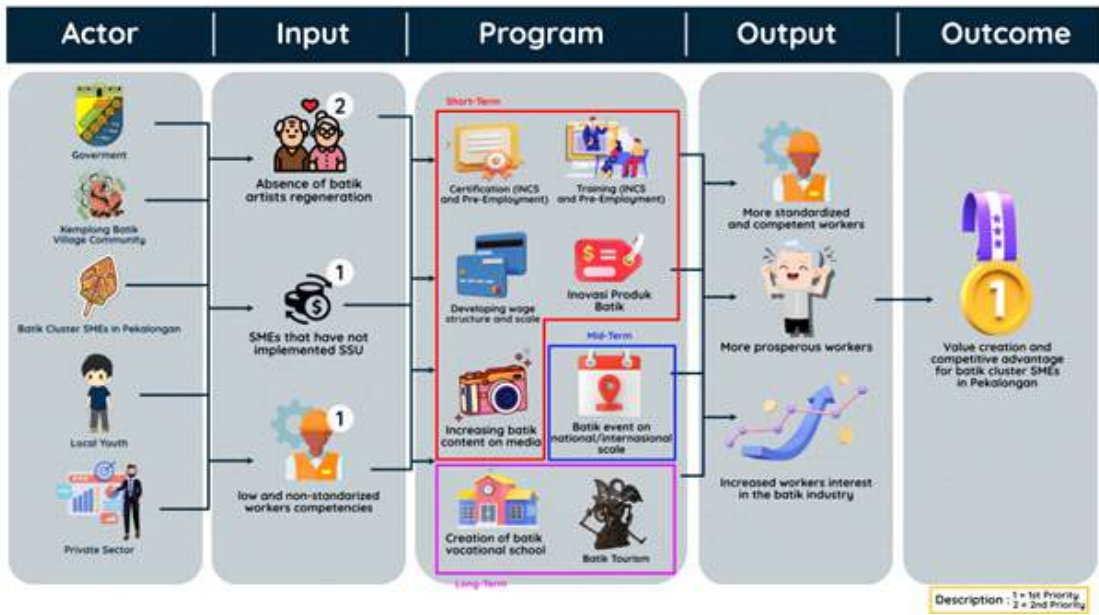 Actor
Input
Program
Output
Outcome
Goverment
Kemplong Batik
Village Community
Batik Cluster SMEs in Pekalongan
Local Youth
Private Sector
2
Absence of batik
artists regeneration
1
SMEs that have not
implemented SSU
1
low and non-standarized
workers competencies
Short-Term
Certification (INCS
and Pre-Employment)
Training (INCS
and Pre-Employment)
Developing wage
structure and scale
Inovasi Produk
Batik
Mid-Term
Increasing batik
content on media
Batik event on
national/internasional
scale
Creation of batik
vocational school
Batik Tourism
Long-Term
More standardized
and competent workers
More prosperous workers
Increased workers interest
in the batik industry
1
Value creation and
competitive advantage
for batik cluster SMEs
in Pekalongan
Description : 1 = 1st Priority
2 = 2nd Priority